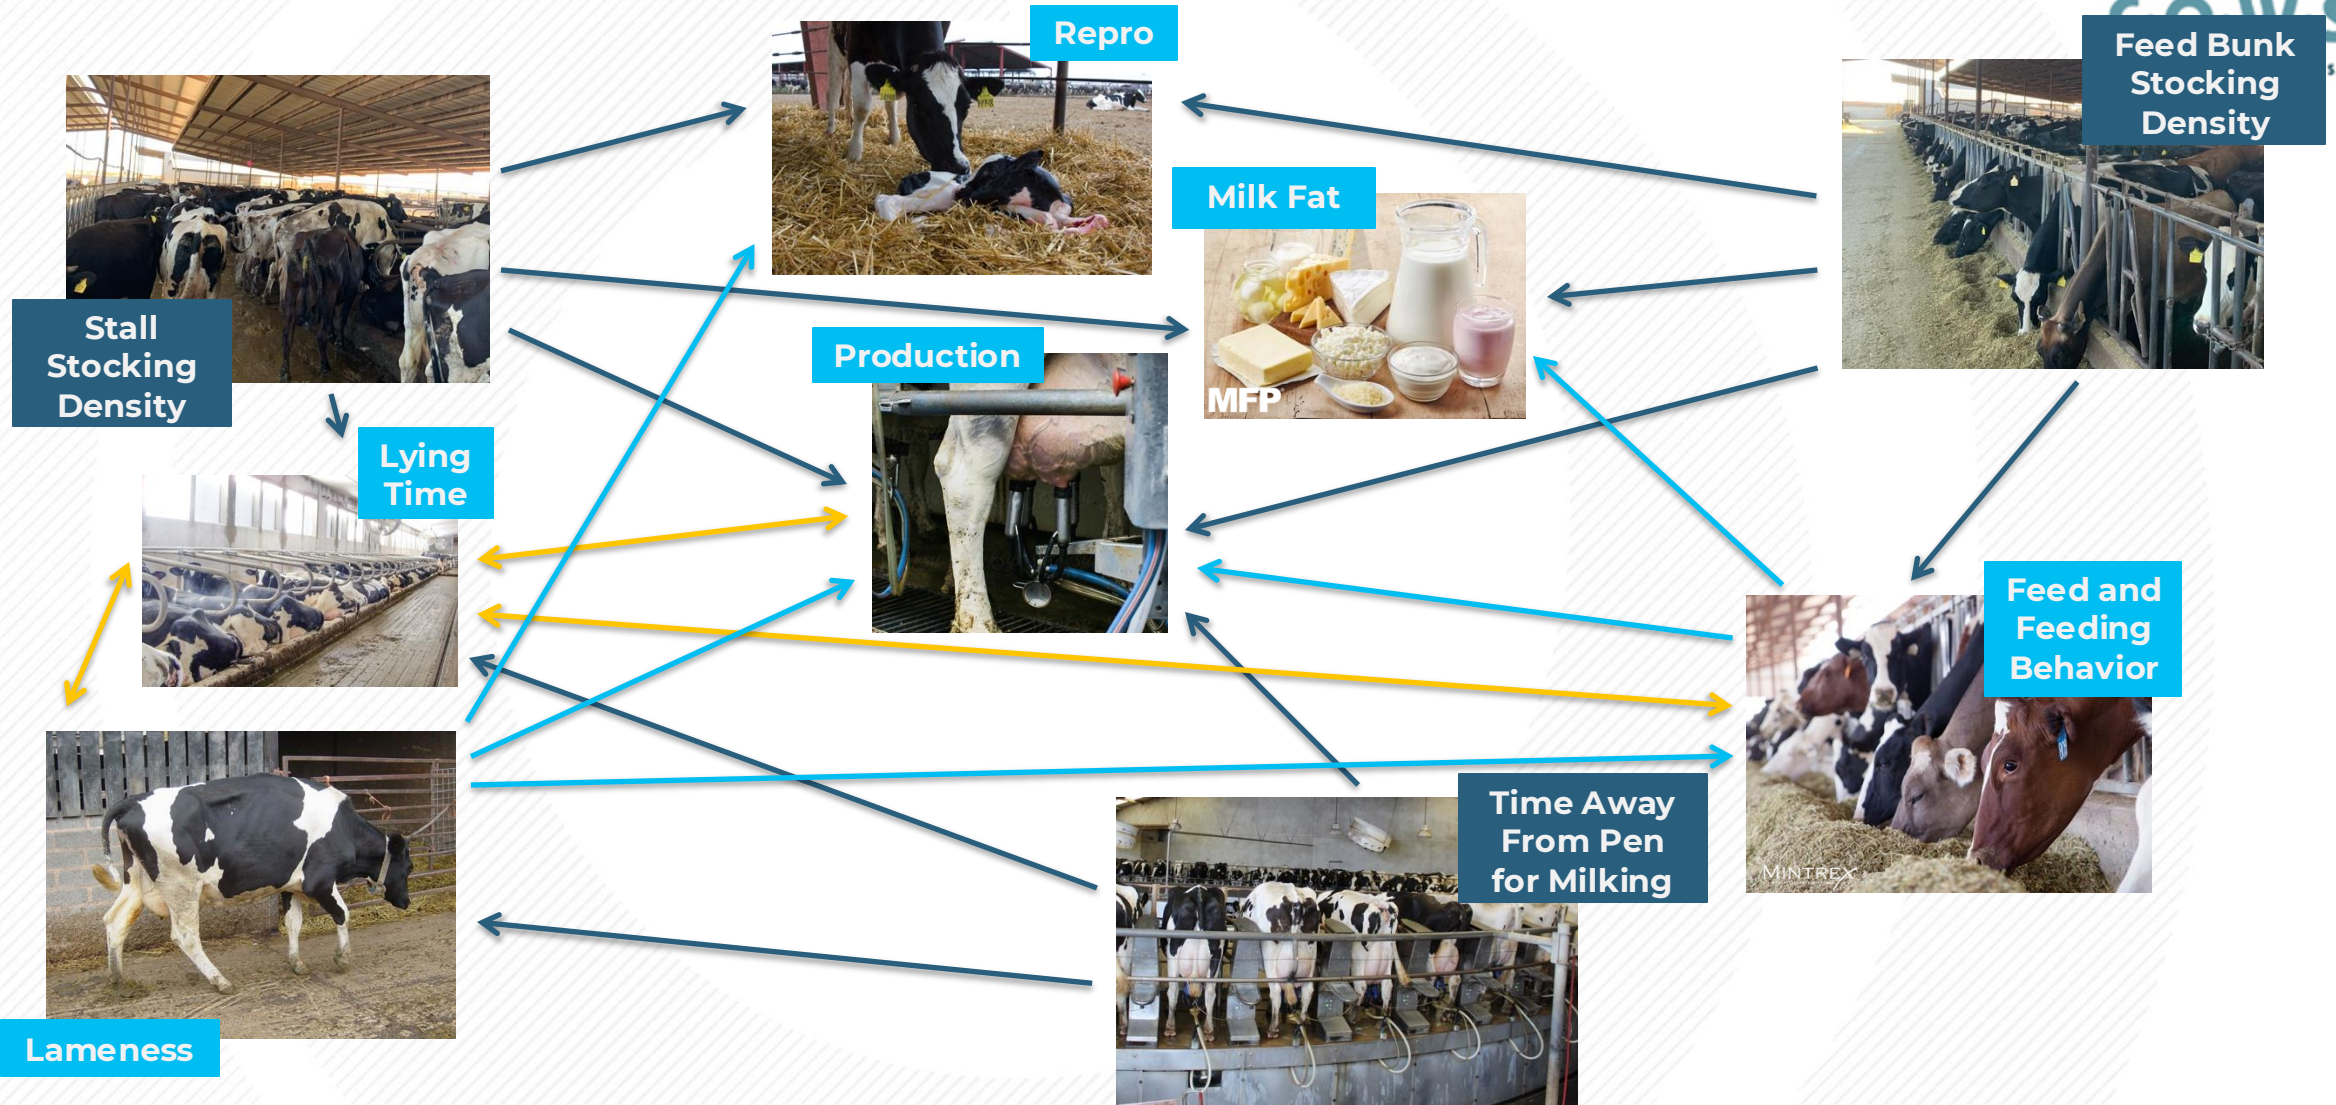 Repro
COWS
Feed Bunk
Stocking
Density
Milk Fat
Stall
Stocking
Density
Production
MFP
Lying
Time
Feed and
Feeding
Behavior
Time Away
From Pen
for Milking
MINTREX
Lameness